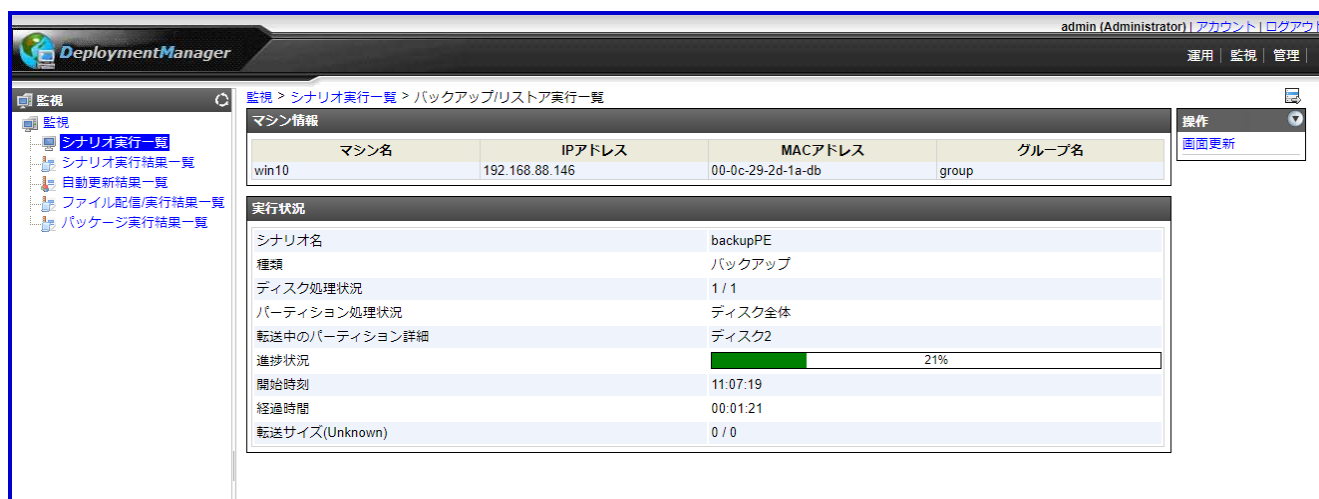 admin (Administrator) | アカウント | ログアウト
DeploymentManager
運用 | 監視 | 管理 |
監視
監視
シナリオ実行一覧
シナリオ実行結果一覧
自動更新結果一覧
ファイル配信/実行結果一覧
パッケージ実行結果一覧
監視 > シナリオ実行一覧 > バックアップ/リストア実行一覧
マシン情報
マシン名 IPアドレス MACアドレス グループ名
win10 192.168.88.146 00-0c-29-2d-1a-db group
実行状況
シナリオ名 backupPE
種類 バックアップ
ディスク処理状況 1 / 1
パーティション処理状況 ディスク全体
転送中のパーティション詳細 ディスク2
進捗状況 21%
開始時刻 11:07:19
経過時間 00:01:21
転送サイズ(Unknown) 0 / 0
操作
画面更新